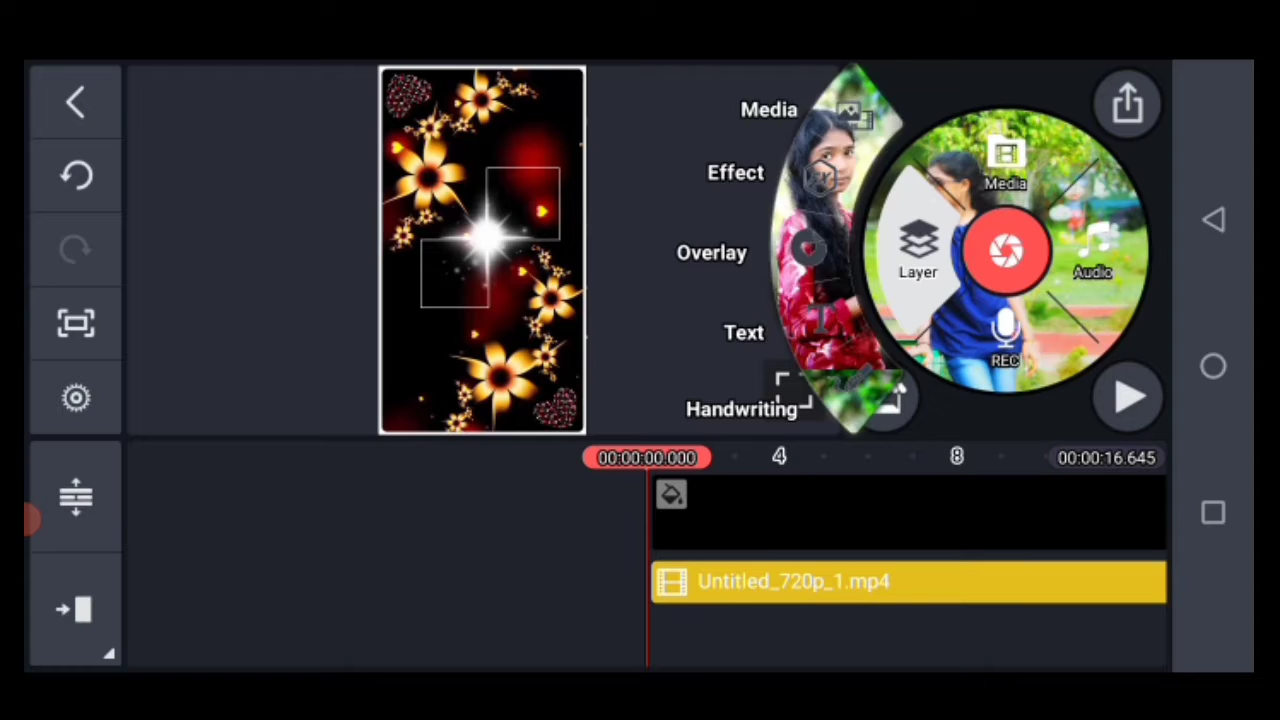 Media
Effect
Overlay
Text
Handwriting
Media
Layer
Audio
REC
00:00:00.000
4
8
00:00:16.645
Untitled_720p_1.mp4